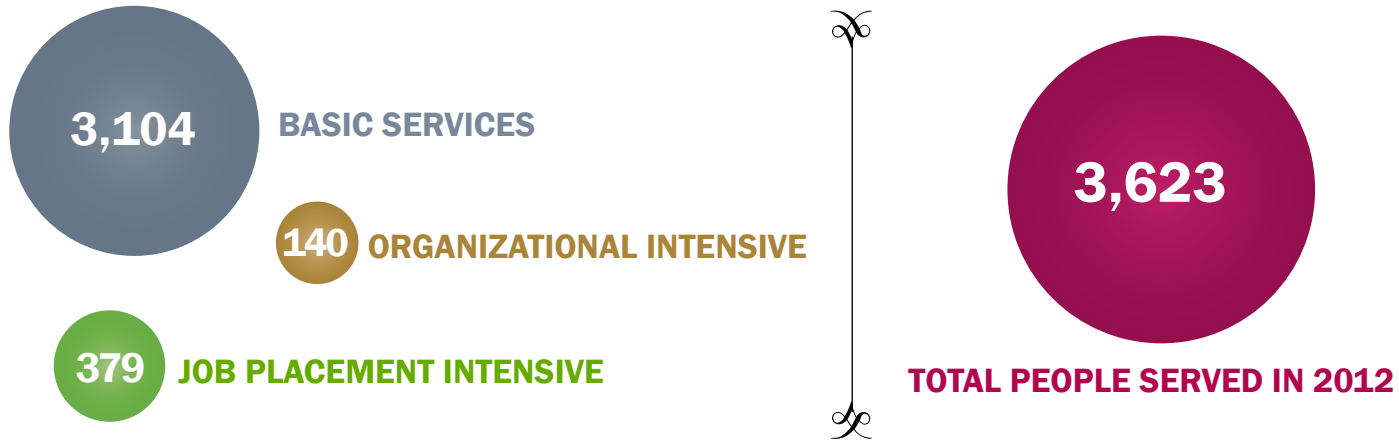 3,104 BASIC SERVICES
140 ORGANIZATIONAL INTENSIVE
379 JOB PLACEMENT INTENSIVE
3,623
TOTAL PEOPLE SERVED IN 2012